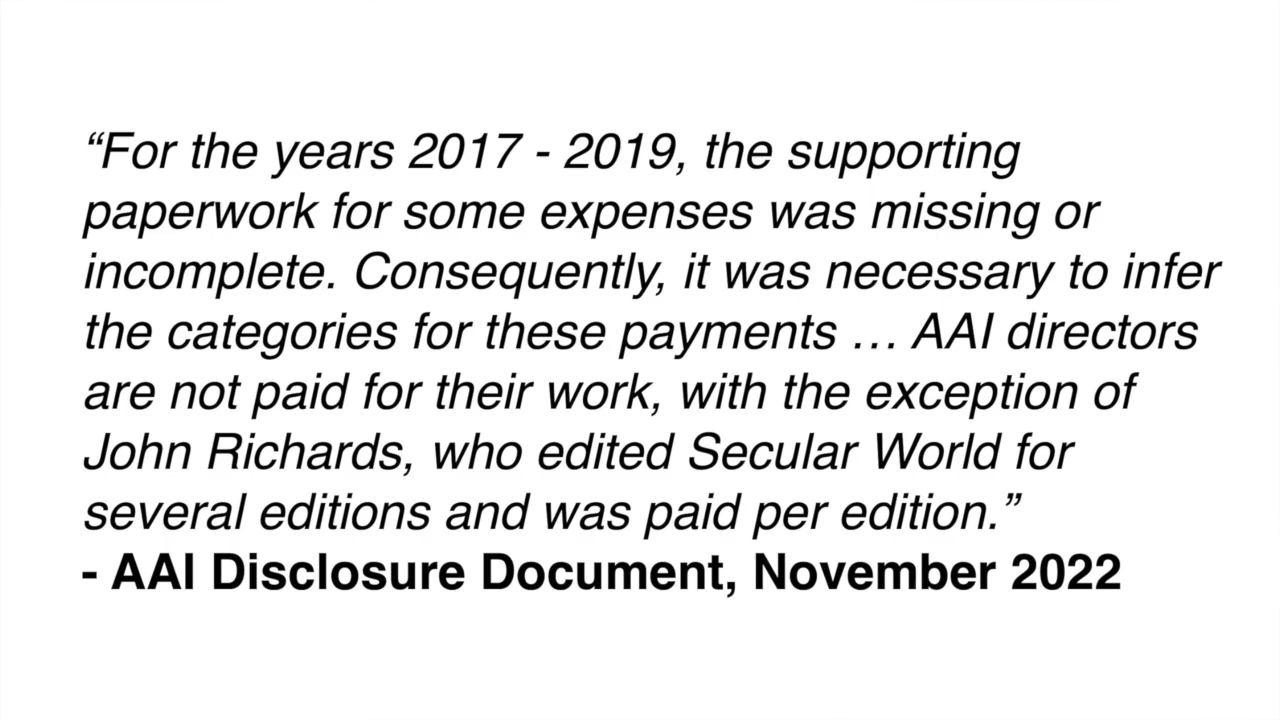 “For the years 2017 - 2019, the supporting
paperwork for some expenses was missing or
incomplete. Consequently, it was necessary to infer
the categories for these payments … AAI directors
are not paid for their work, with the exception of
John Richards, who edited Secular World for
several editions and was paid per edition.”
- AAI Disclosure Document, November 2022